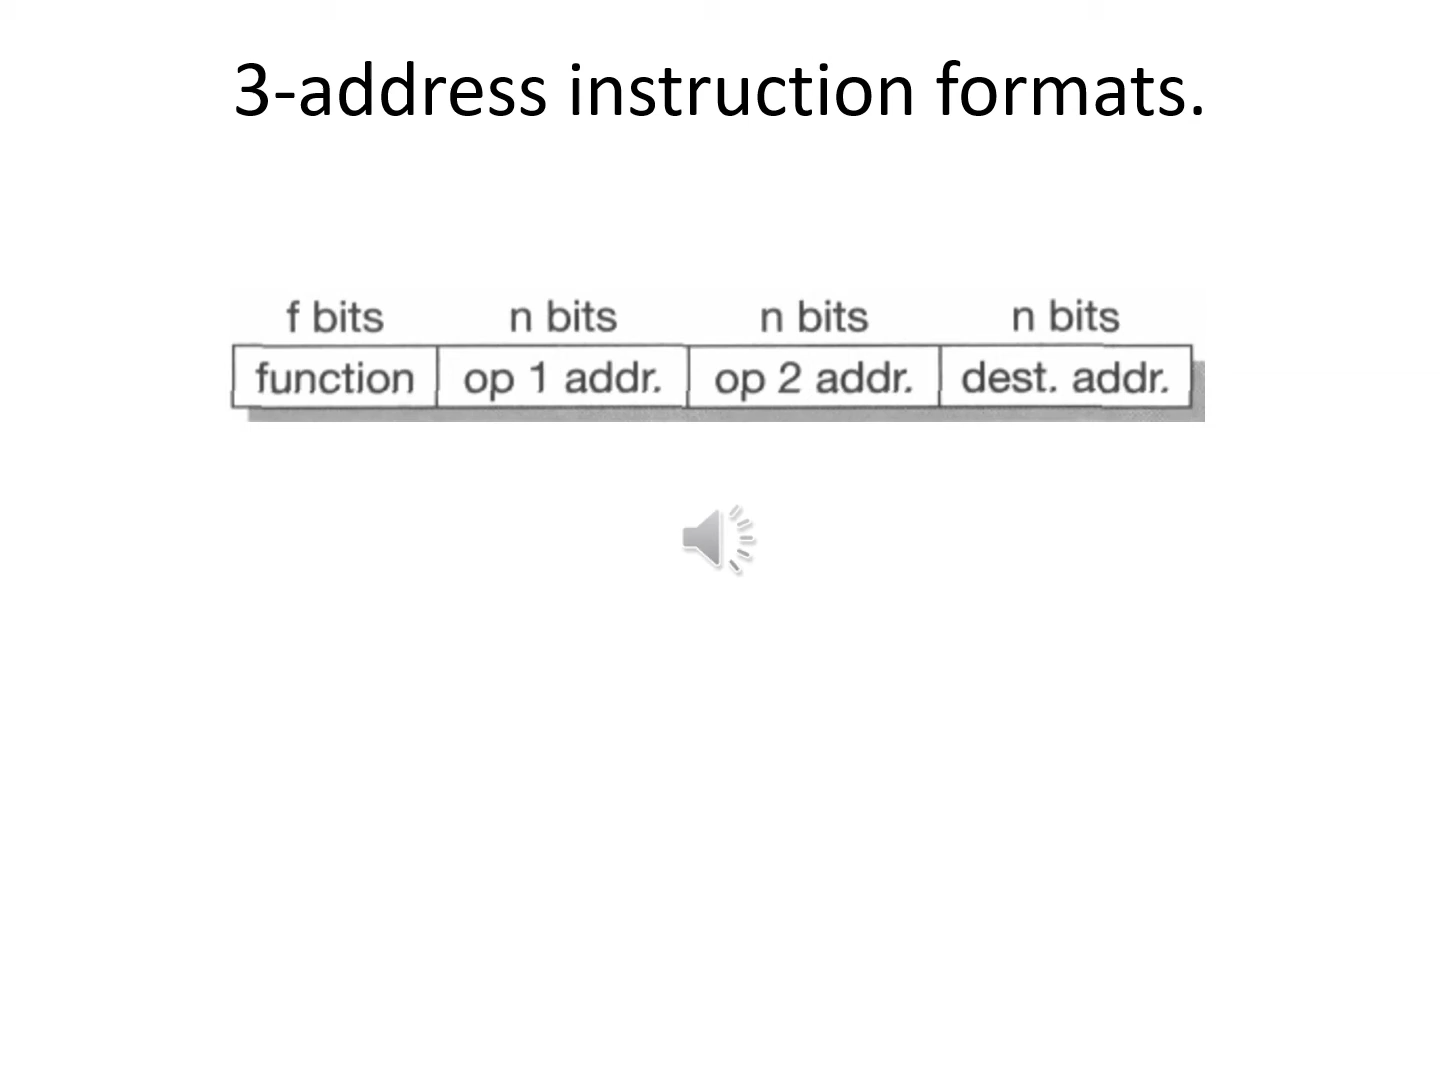 3-address instruction formats.
f bits n bits n bits n bits
function op 1 addr. op 2 addr. dest. addr.